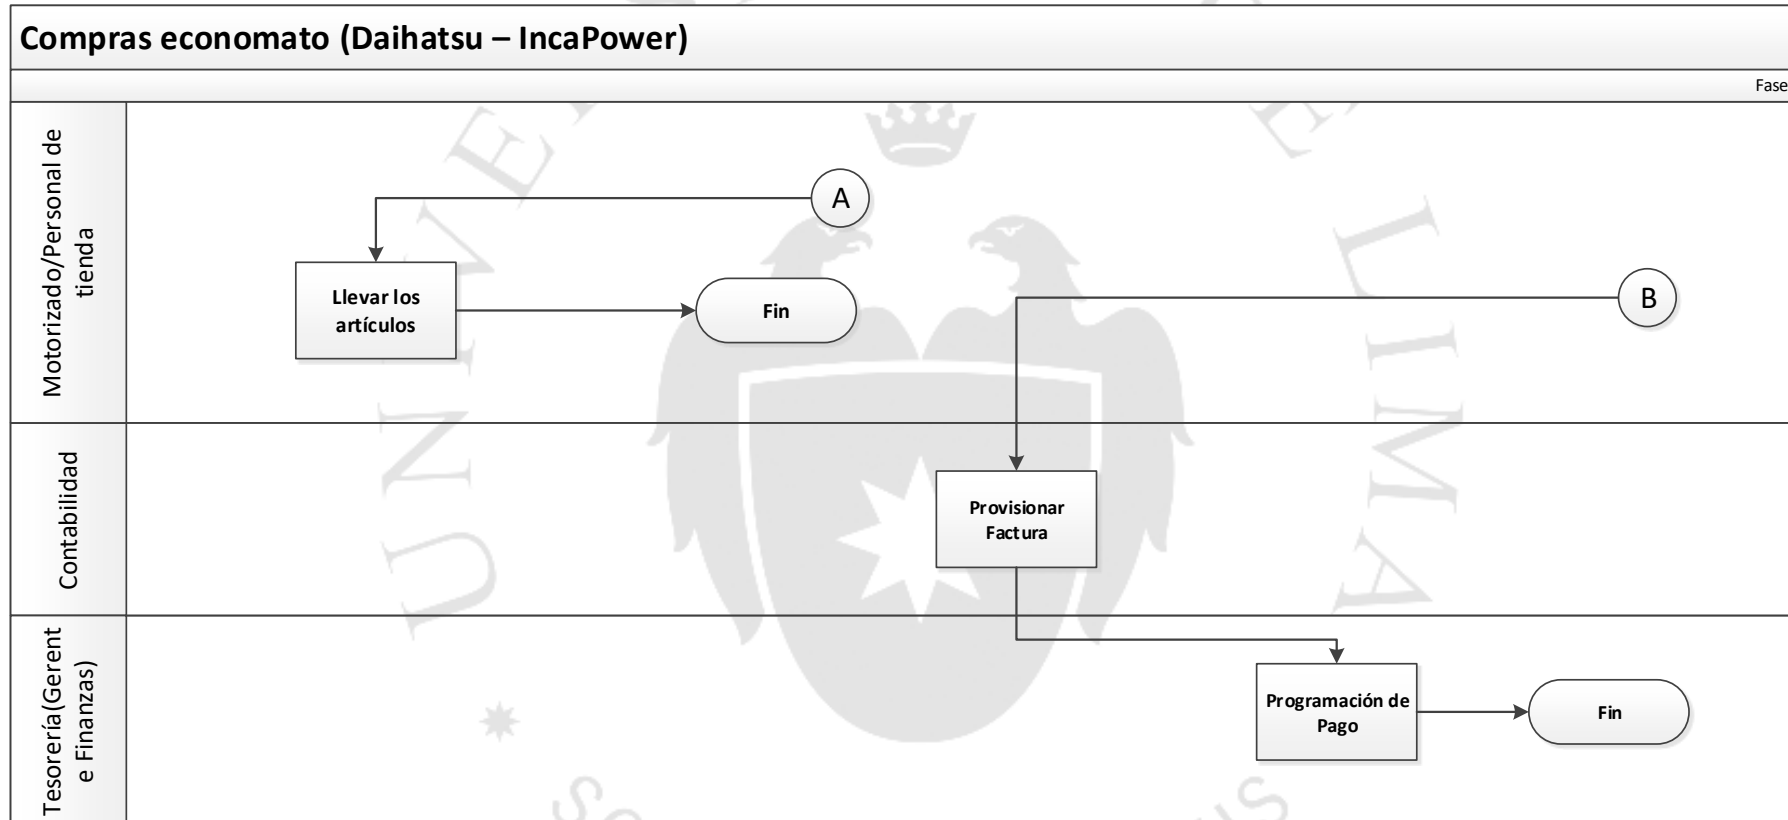 Compras economato (Daihatsu – IncaPower)
Fase
Motorizado/Personal de
tienda
A
Llevar los
artículos
Fin
B
Contabilidad
Provisionar
Factura
Tesorería(Gerent
e Finanzas)
Programación de
Pago
Fin